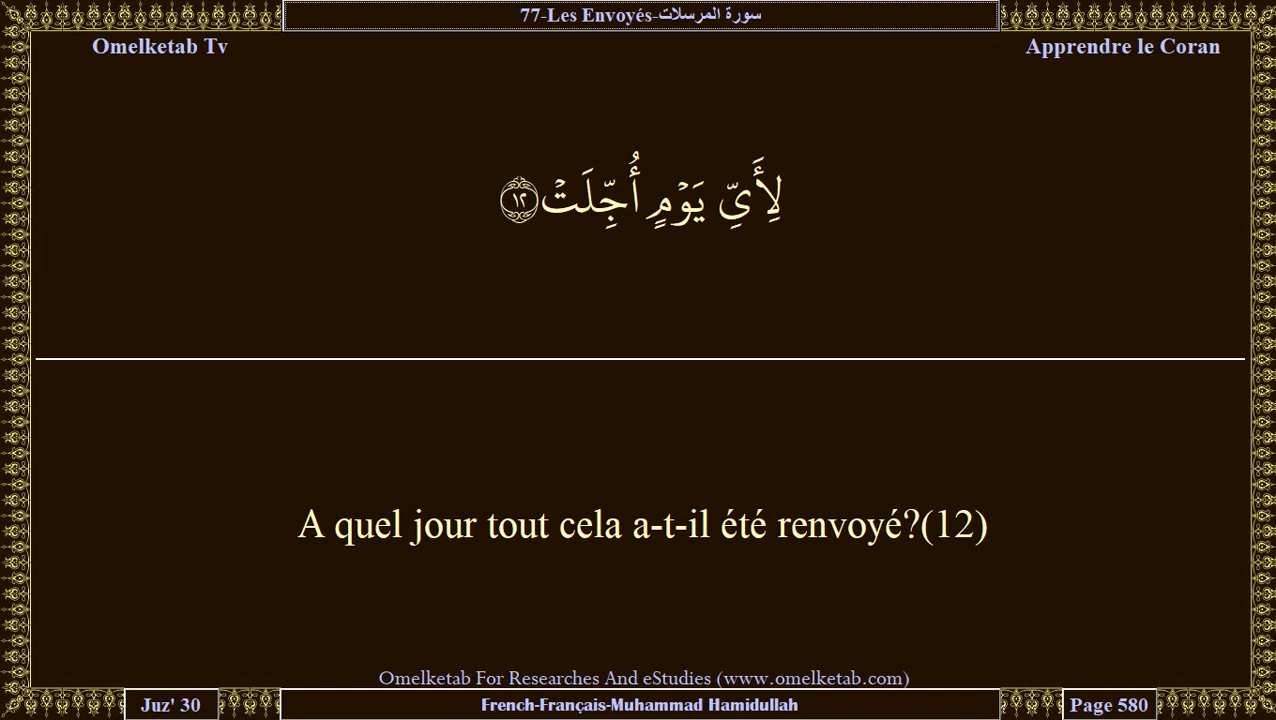 77-Les Envoyés-سورة المرسلات
Omelketab Tv
Apprendre le Coran
لِأَيِّ يَوۡمٍ أُجِّلَتۡ ١٢
A quel jour tout cela a-t-il été renvoyé?(12)
Omelketab For Researches And eStudies (www.omelketab.com)
Juz' 30
French-Français-Muhammad Hamidullah
Page 580